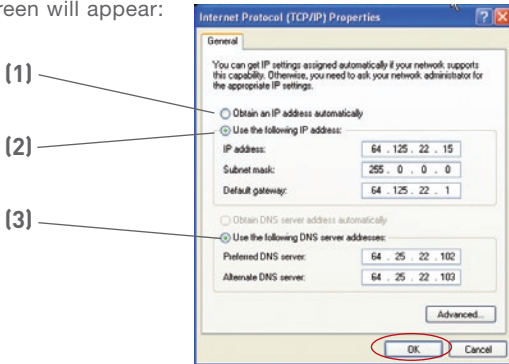 reen will appear:
Internet Protocol (TCP/IP) Properties
General
You can get IP settings assigned automatically if your network supports
this capability. Otherwise, you need to ask your network administrator for
the appropriate IP settings.
(1)
Obtain an IP address automatically
(2)
Use the following IP address:
IP address: 64 . 125 . 22 . 15
Subnet mask: 255 . 0 . 0 . 0
Default gateway: 64 . 125 . 22 . 1
Obtain DNS server address automatically
(3)
Use the following DNS server addresses:
Preferred DNS server: 64 . 25 . 22 . 102
Alternate DNS server: 64 . 25 . 22 . 103
Advanced...
OK Cancel